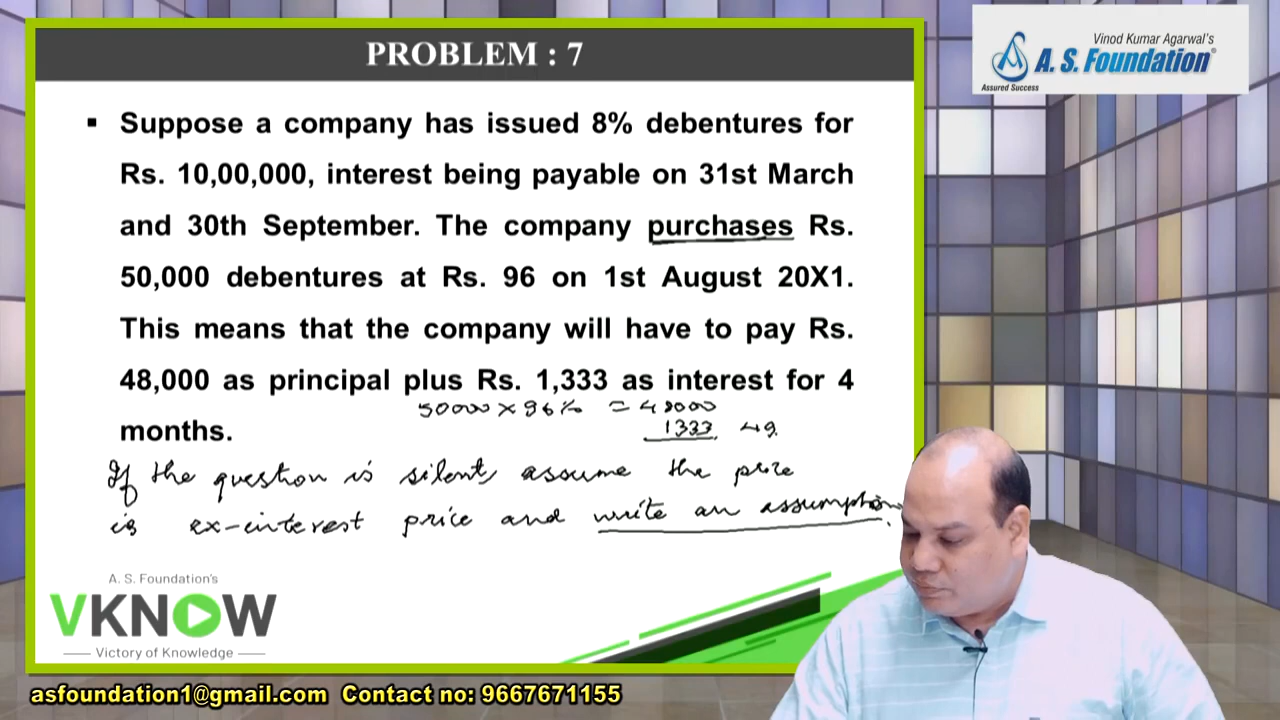 PROBLEM : 7
Vinod Kumar Agarwal's
A. S. Foundation
Assured Success
▪ Suppose a company has issued 8% debentures for
Rs. 10,00,000, interest being payable on 31st March
and 30th September. The company purchases Rs.
50,000 debentures at Rs. 96 on 1st August 20X1.
This means that the company will have to pay Rs.
48,000 as principal plus Rs. 1,333 as interest for 4
months.
50000 × 96% = 48000
1333
If the question is silent, assume the price
is ex-interest price and write an assumption.
A. S. Foundation's
VKNOW
Victory of Knowledge
asfoundation1@gmail.com Contact no: 9667671155